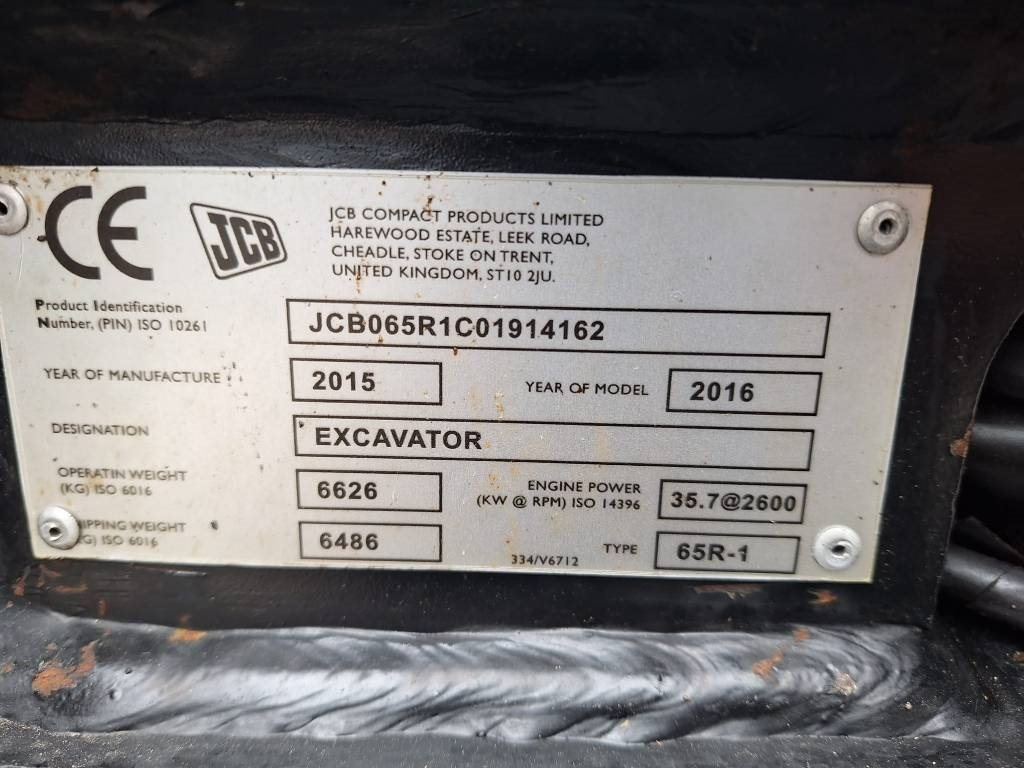 CE
JCB
JCB COMPACT PRODUCTS LIMITED
HAREWOOD ESTATE, LEEK ROAD,
CHEADLE, STOKE ON TRENT,
UNITED KINGDOM, ST10 2JU.
Product Identification
Number, (PIN) ISO 10261
JCB065R1C01914162
YEAR OF MANUFACTURE
2015
YEAR OF MODEL
2016
DESIGNATION
EXCAVATOR
OPERATIN WEIGHT
(KG) ISO 6016
6626
ENGINE POWER
(KW @ RPM) ISO 14396
35.7@2600
WEIGHT
ISO 6016
6486
334/V6712
TYPE
65R-1